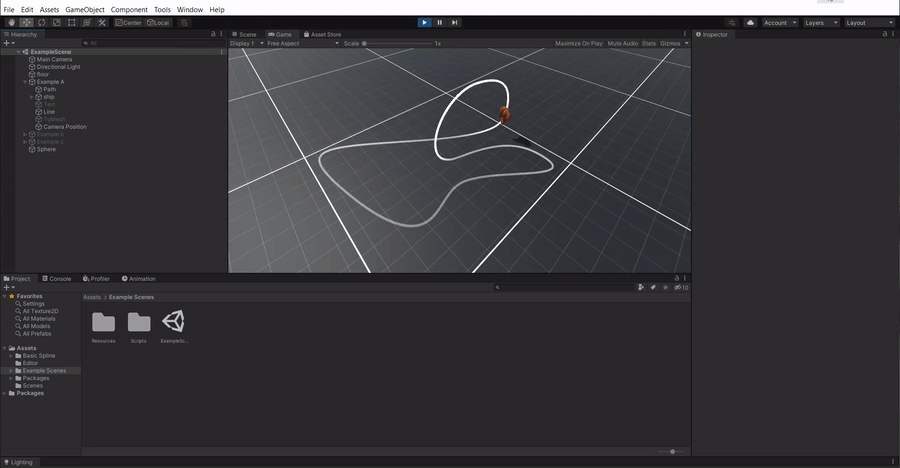 File Edit Assets GameObject Component Tools Window Help
Center Local Account Layers Layout
Hierarchy
All
ExampleScene
Main Camera
Directional Light
floor
Example A
Path
ship
Text
Line
Camera Position
Example b
Example c
Sphere
Scene Game Asset Store
Display 1 Free Aspect Scale 1x Maximize On Play Mute Audio Stats Gizmos
Inspector
Project Console Profiler Animation
10
Favorites
Settings
All Texture2D
All Materials
All Models
All Prefabs
Assets
Basic Spline
Editor
Example Scenes
Packages
Scenes
Packages
Assets > Example Scenes
Resources Scripts ExampleSc...
Lighting